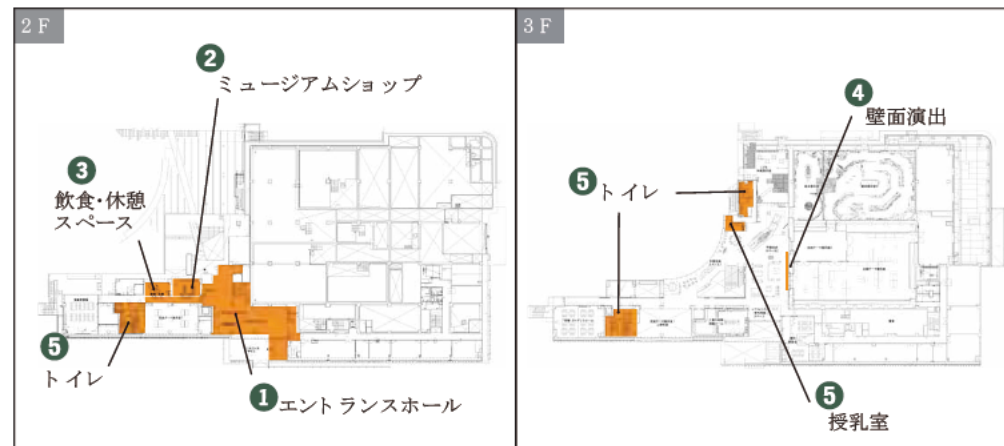 2F
2
ミュージアムショップ
3
飲食・休憩
スペース
5
トイレ
1 エントランスホール
3F
4
壁面演出
5 トイレ
5
授乳室